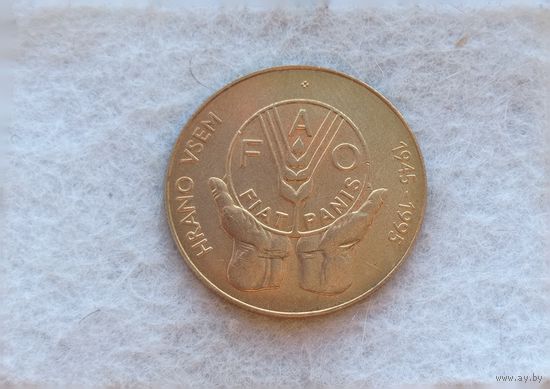 HRANO VSEM
1945-1995
F A O
FIAT PANIS
www.ay.by